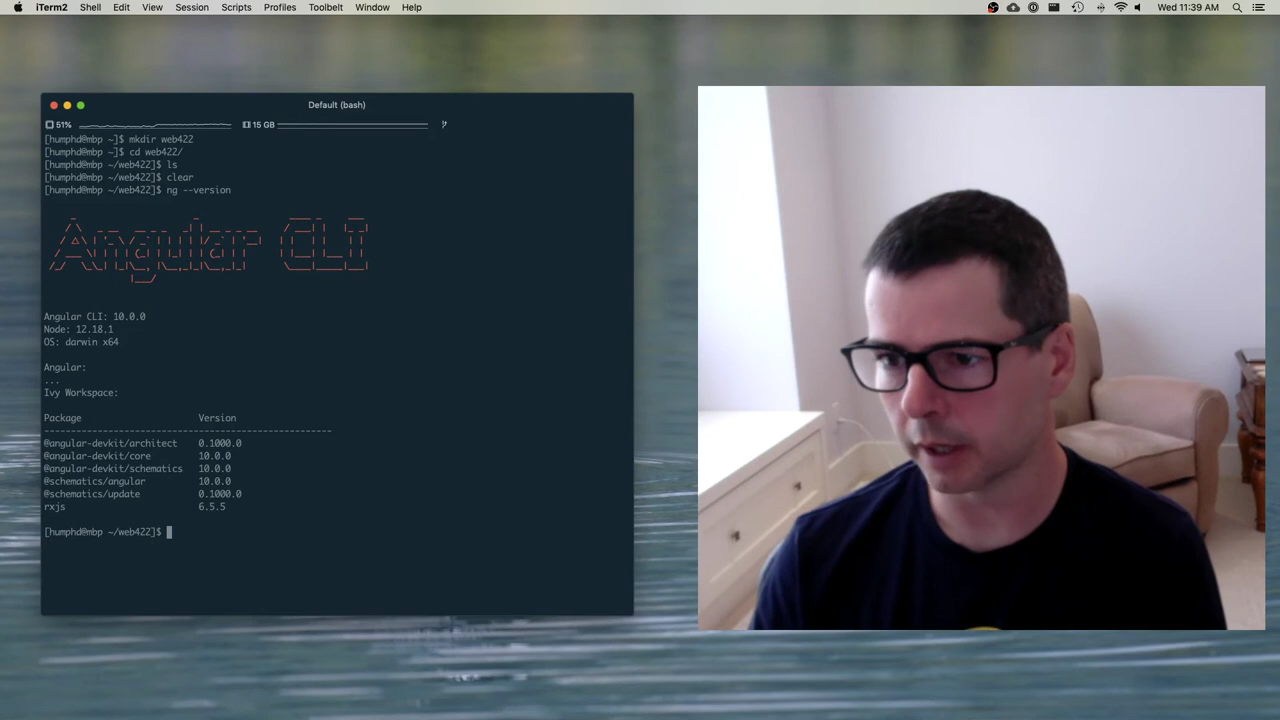 iTerm2 Shell Edit View Session Scripts Profiles Toolbelt Window Help Wed 11:39 AM
Default (bash)
51% 15 GB
[humphd@mbp ~]$ mkdir web422
[humphd@mbp ~]$ cd web422/
[humphd@mbp ~/web422]$ ls
[humphd@mbp ~/web422]$ clear
[humphd@mbp ~/web422]$ ng --version
Angular CLI
Angular CLI: 10.0.0
Node: 12.18.1
OS: darwin x64
Angular:
...
Ivy Workspace:
Package Version
------------------------------------------------------
@angular-devkit/architect 0.1000.0
@angular-devkit/core 10.0.0
@angular-devkit/schematics 10.0.0
@schematics/angular 10.0.0
@schematics/update 0.1000.0
rxjs 6.5.5
[humphd@mbp ~/web422]$